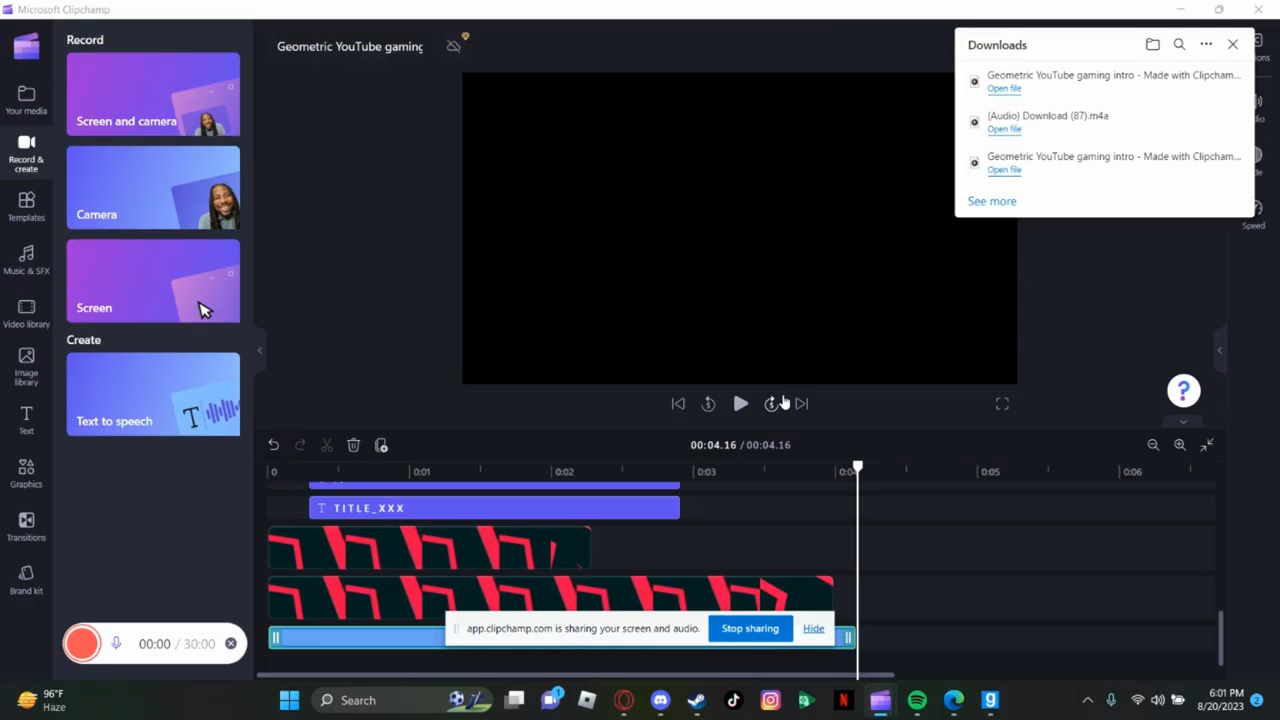 Microsoft Clipchamp
Record
Screen and camera
Camera
Screen
Create
Text to speech
Your media
Record &
create
Templates
Music & SFX
Video library
Image
library
Text
Graphics
Transitions
Brand kit
Geometric YouTube gaming
Downloads
Geometric YouTube gaming intro - Made with Clipcham...
Open file
(Audio) Download (87).m4a
Open file
Geometric YouTube gaming intro - Made with Clipcham...
Open file
See more
Speed
?
00:04.16 / 00:04.16
0
0:01
0:02
0:03
0:05
0:06
T TITLE_XXX
app.clipchamp.com is sharing your screen and audio.
Stop sharing
Hide
00:00 / 30:00
96°F
Haze
Search
1
6:01 PM
8/20/2023
2